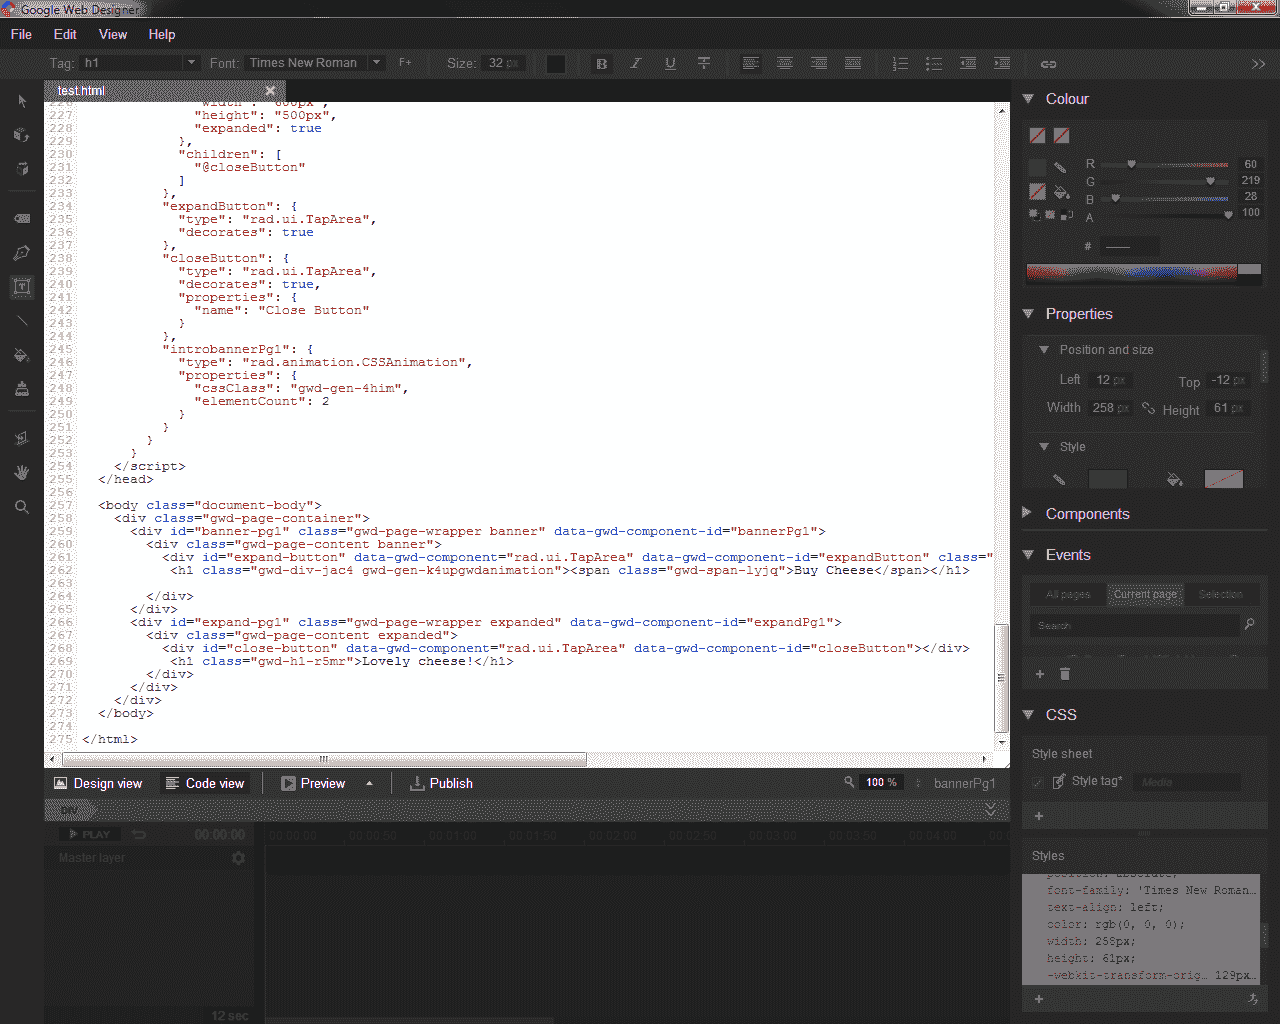 Google Web Designer
File Edit View Help
Tag: h1 Font: Times New Roman F+ Size: 32 px B I U T
test.html
226 "width": "600px",
227 "height": "500px",
228 "expanded": true
229 },
230 "children": [
231 "@closeButton"
232 ]
233 },
234 "expandButton": {
235 "type": "rad.ui.TapArea",
236 "decorates": true
237 },
238 "closeButton": {
239 "type": "rad.ui.TapArea",
240 "decorates": true,
241 "properties": {
242 "name": "Close Button"
243 }
244 },
245 "introbannerPg1": {
246 "type": "rad.animation.CSSAnimation",
247 "properties": {
248 "cssClass": "gwd-gen-4him",
249 "elementCount": 2
250 }
251 }
252 }
253 }
254 </script>
255 </head>
256
257 <body class="document-body">
258 <div class="gwd-page-container">
259 <div id="banner-pg1" class="gwd-page-wrapper banner" data-gwd-component-id="bannerPg1">
260 <div class="gwd-page-content banner">
261 <div id="expand-button" data-gwd-component="rad.ui.TapArea" data-gwd-component-id="expandButton" class="
262 <h1 class="gwd-div-jac4 gwd-gen-k4upgwdanimation"><span class="gwd-span-lyjq">Buy Cheese</span></h1>
263
264 </div>
265 </div>
266 <div id="expand-pg1" class="gwd-page-wrapper expanded" data-gwd-component-id="expandPg1">
267 <div class="gwd-page-content expanded">
268 <div id="close-button" data-gwd-component="rad.ui.TapArea" data-gwd-component-id="closeButton"></div>
269 <h1 class="gwd-h1-r5mr">Lovely cheese!</h1>
270 </div>
271 </div>
272 </div>
273 </body>
274
275 </html>
Design view Code view Preview Publish 100 % bannerPg1
DIV
PLAY 00:00:00 00:00:00 00:00:50 00:01:00 00:01:50 00:02:00 00:02:50 00:03:00 00:03:50 00:04:00
Master layer
12 sec
Colour
R 60
G 219
B 28
A 100
#
Properties
Position and size
Left 12 px Top -12 px
Width 258 px Height 61 px
Style
Components
Events
All pages Current page Selection
Search
CSS
Style sheet
Style tag* Media
Styles
position: absolute;
font-family: 'Times New Roman...
text-align: left;
color: rgb(0, 0, 0);
width: 258px;
height: 61px;
-webkit-transform-orig... 129px...